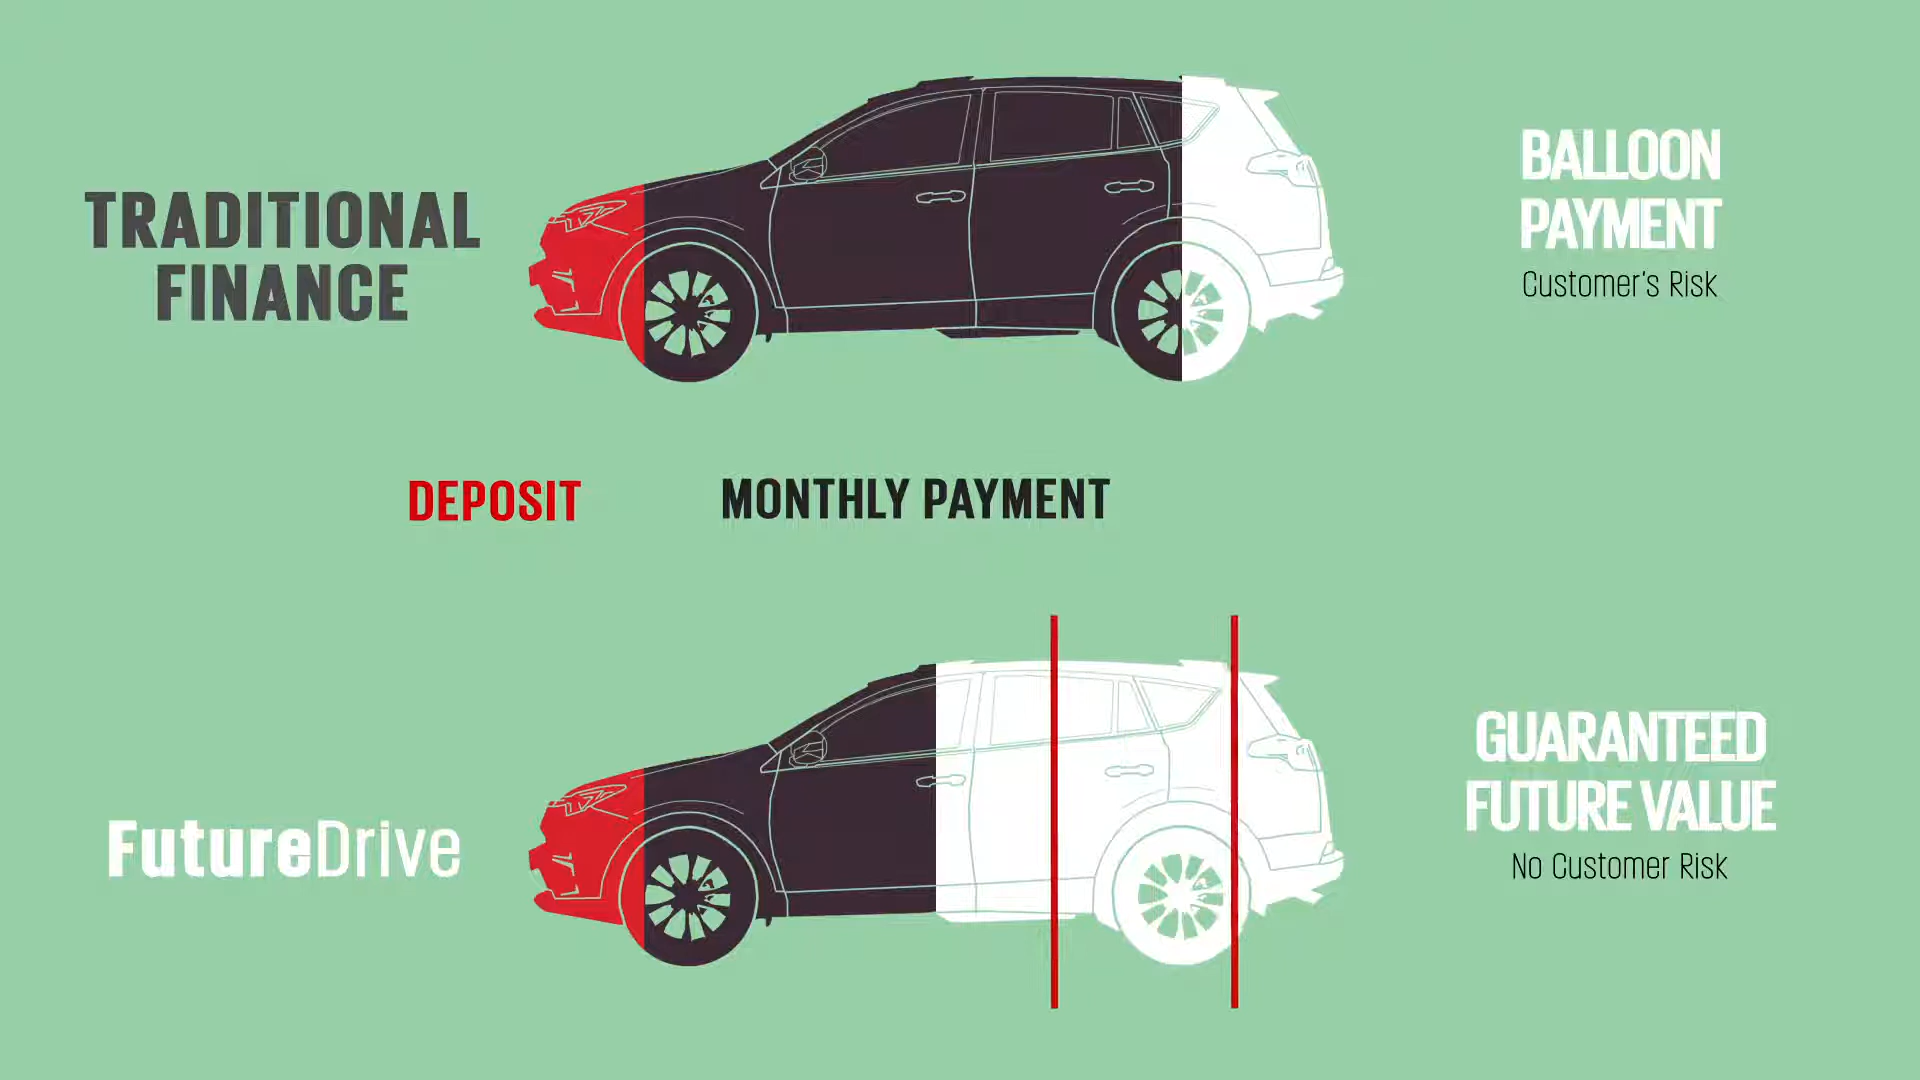 TRADITIONAL
FINANCE
BALLOON
PAYMENT
Customer's Risk
DEPOSIT
MONTHLY PAYMENT
FutureDrive
GUARANTEED
FUTURE VALUE
No Customer Risk